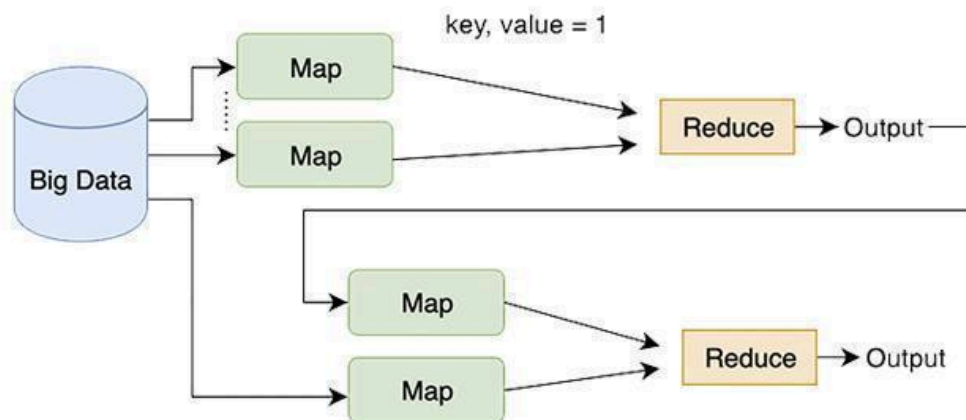 key, value = 1
Map
Big Data
Map
Reduce
Output
Map
Map
Reduce
Output